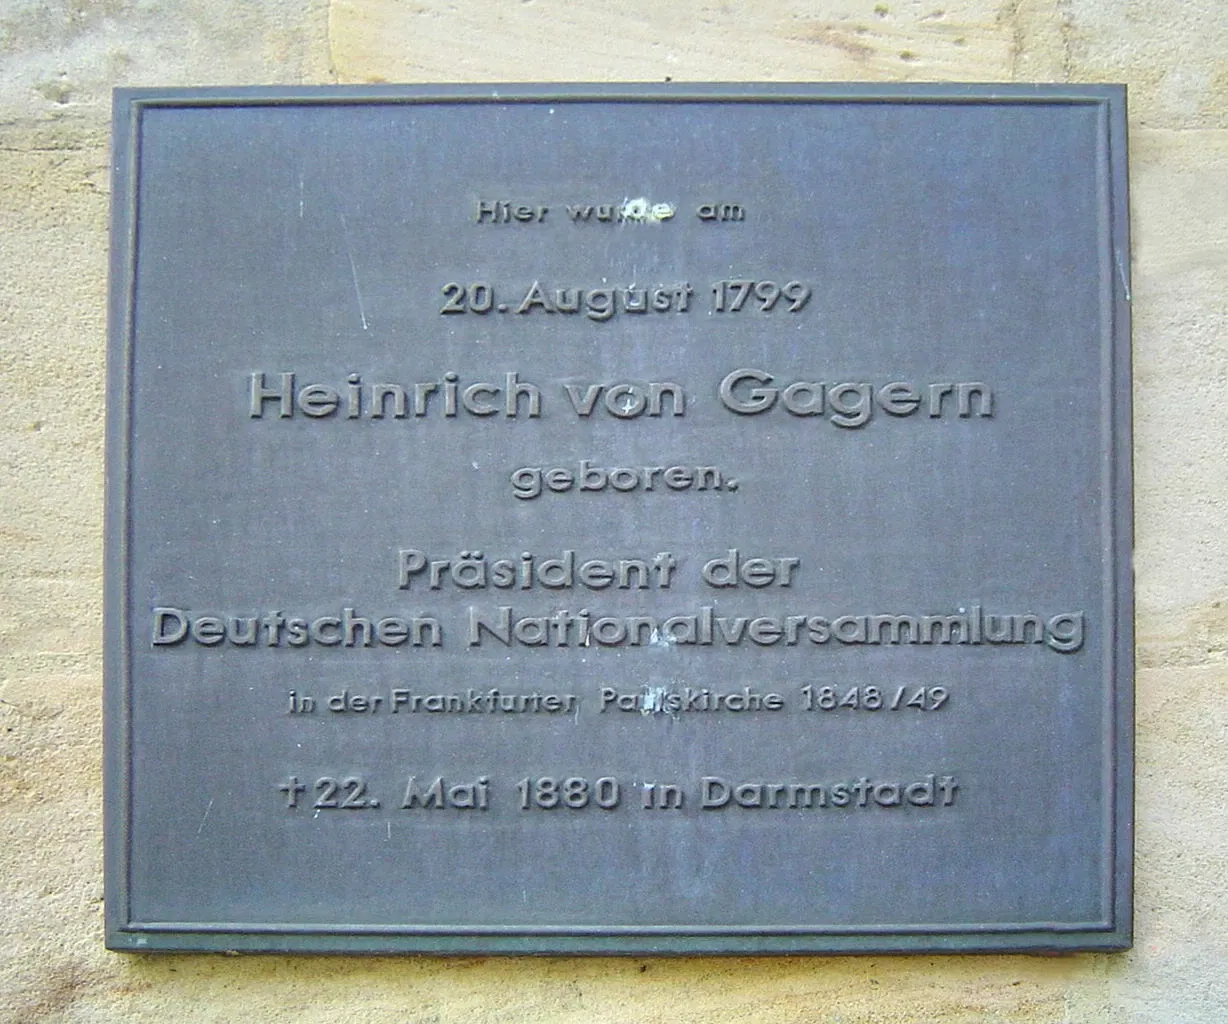 Hier wurde am
20. August 1799
Heinrich von Gagern
geboren.
Präsident der
Deutschen Nationalversammlung
in der Frankfurter Paulskirche 1848/49
† 22. Mai 1880 in Darmstadt